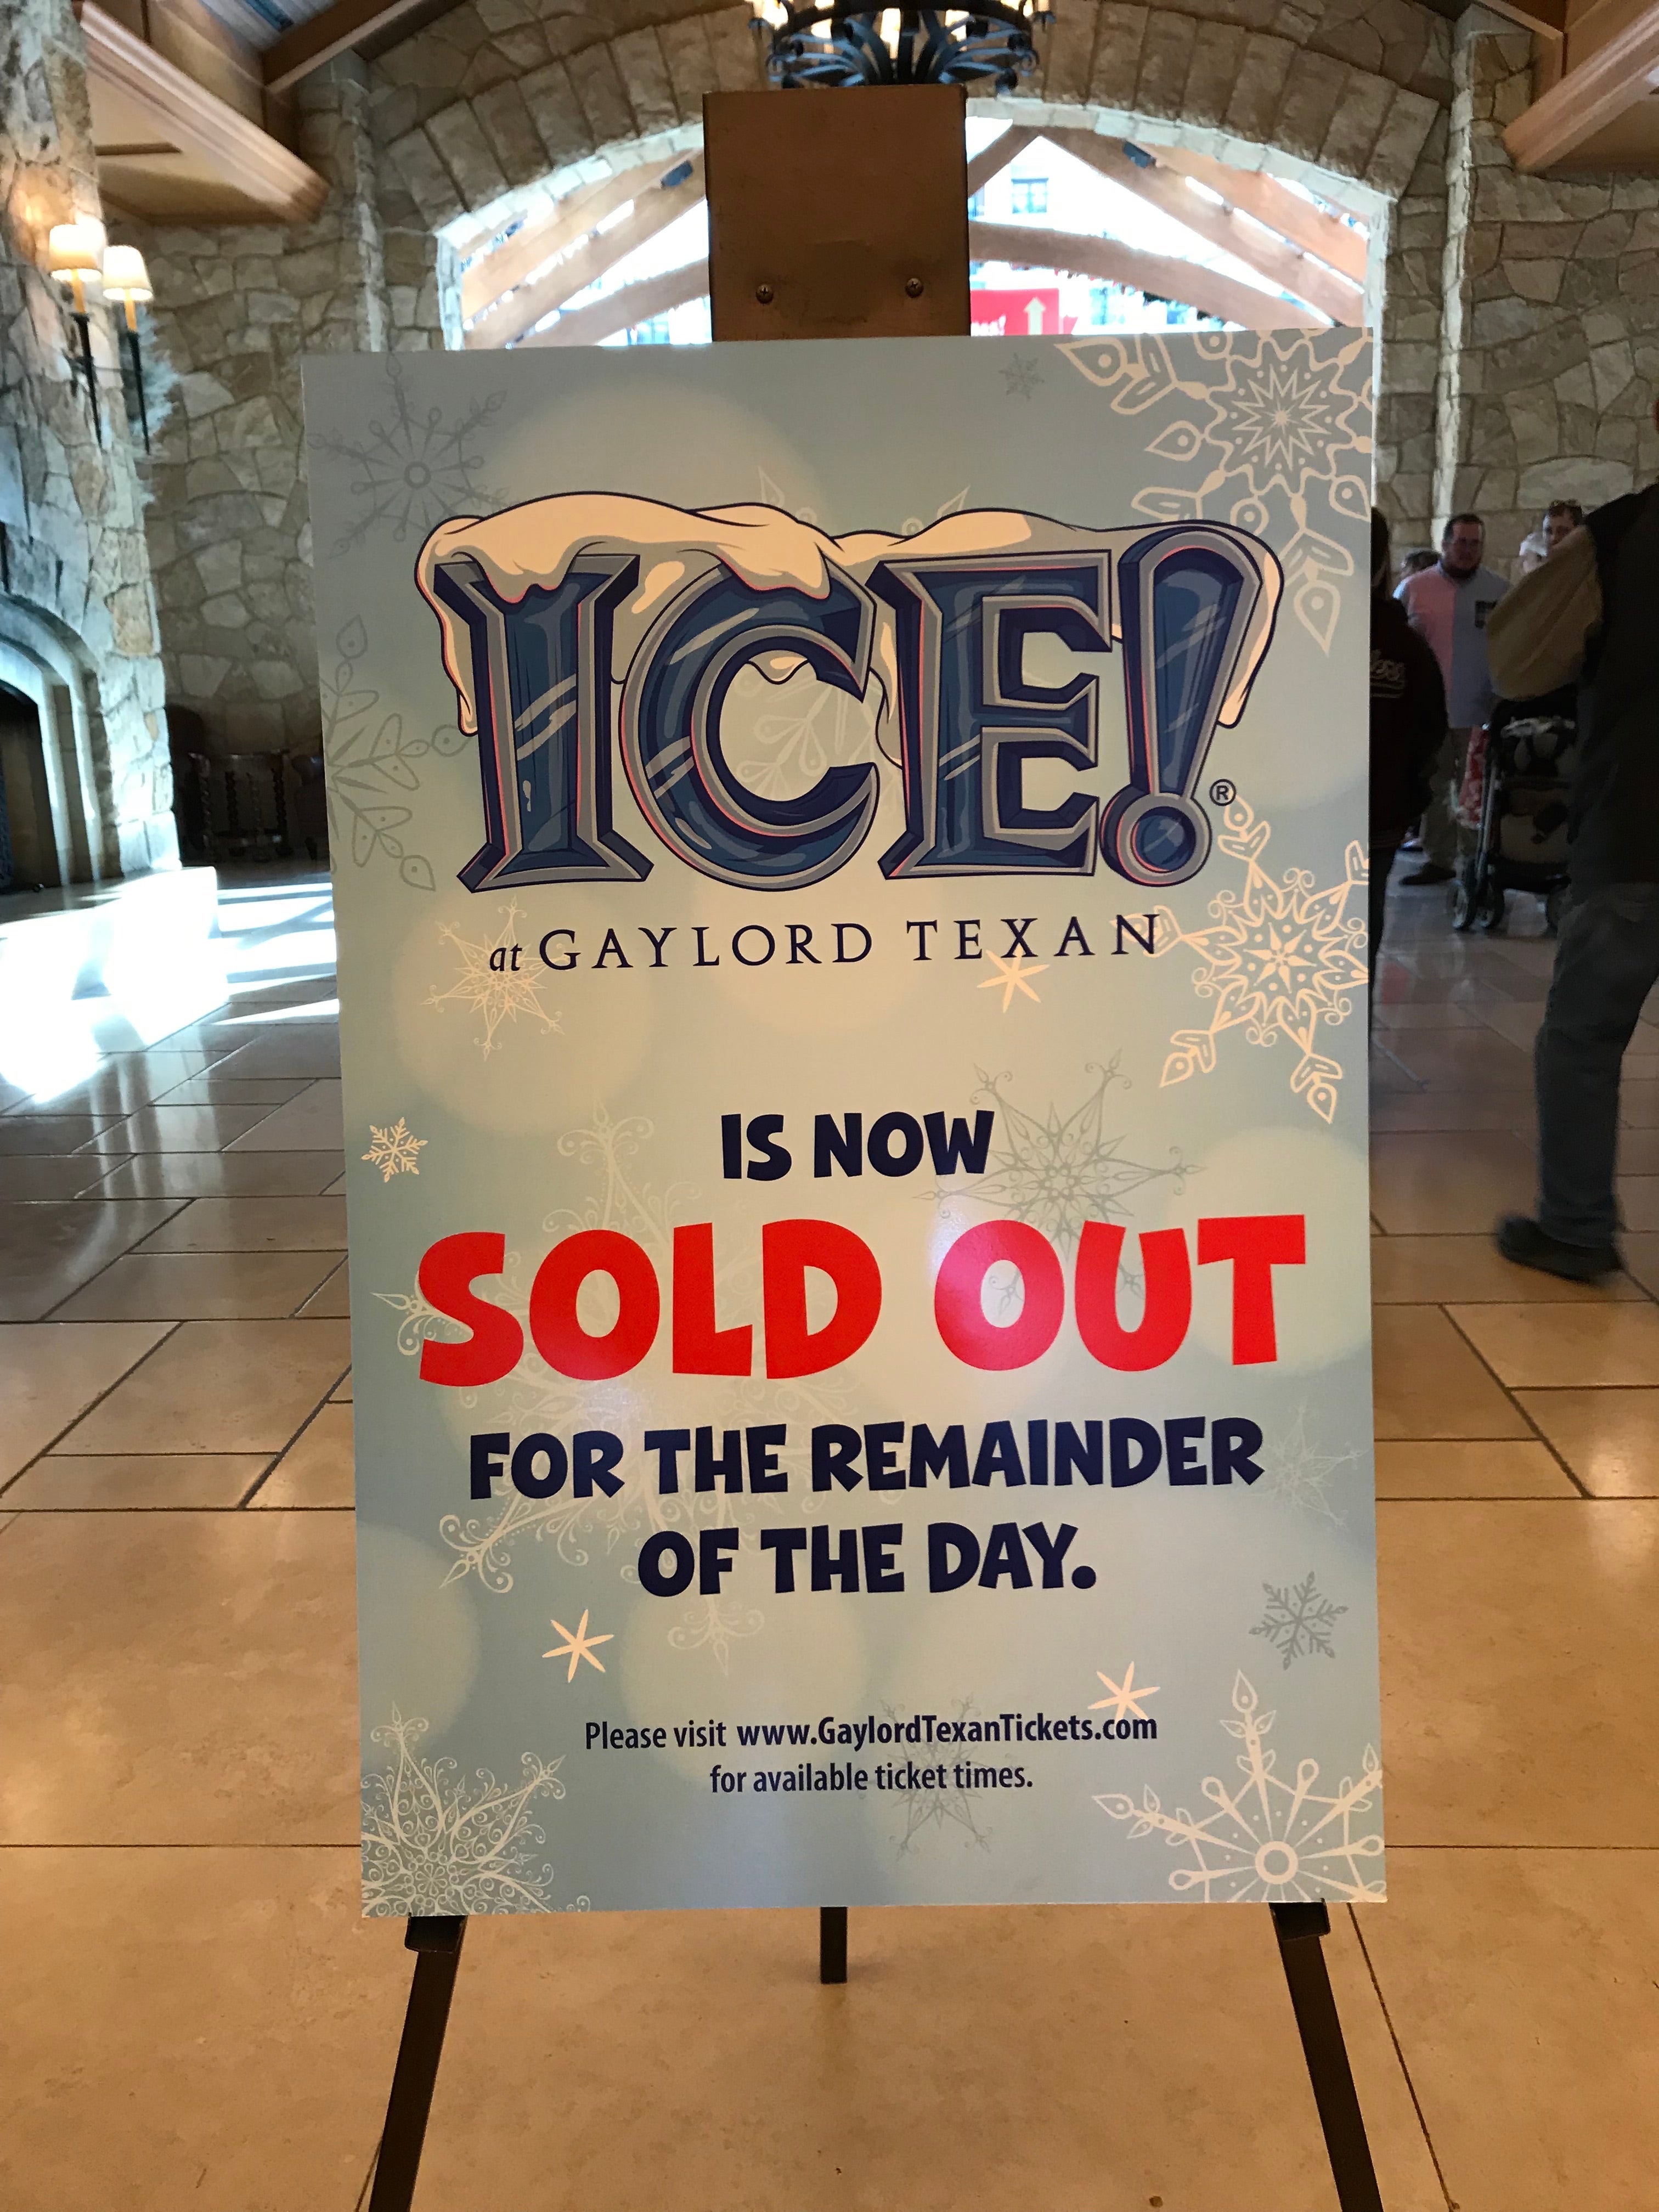 ICE!®
at GAYLORD TEXAN
IS NOW
SOLD OUT
FOR THE REMAINDER
OF THE DAY.
Please visit www.GaylordTexanTickets.com
for available ticket times.